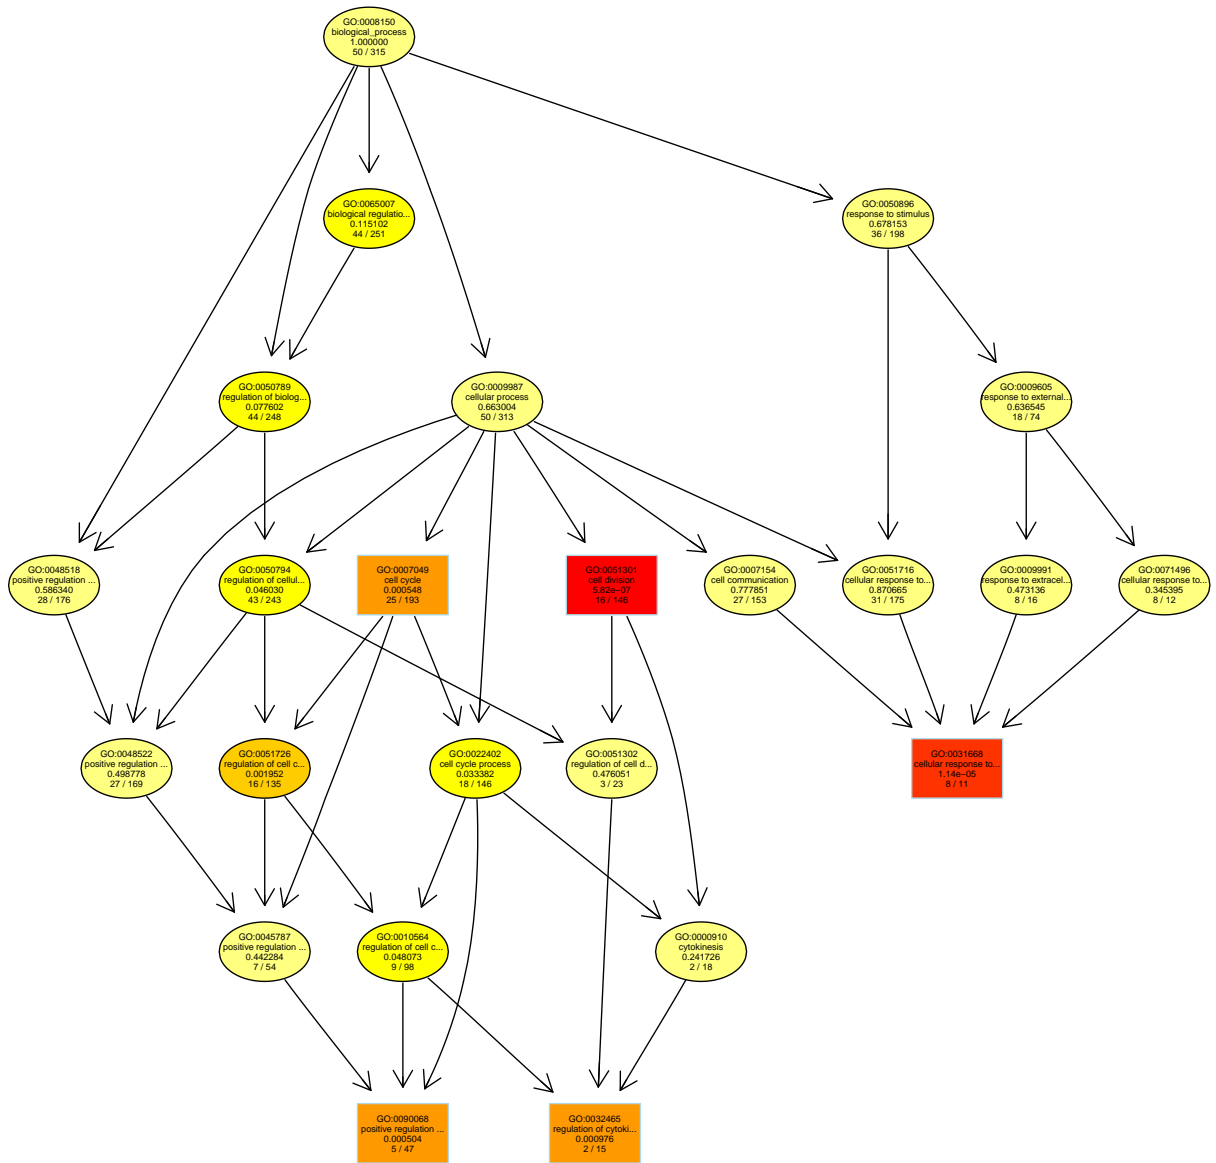 GO:0008150
biological_process
1.000000
50 / 315
GO:0065007
biological regulatio...
0.115102
44 / 251
GO:0050896
response to stimulus
0.678153
36 / 198
GO:0050789
regulation of biolog...
0.077602
44 / 248
GO:0009987
cellular process
0.663004
50 / 313
GO:0009605
response to external...
0.636545
18 / 74
GO:0048518
positive regulation ...
0.586340
28 / 176
GO:0050794
regulation of cellul...
0.046030
43 / 243
GO:0007049
cell cycle
0.000548
25 / 193
GO:0051301
cell division
5.82e−07
16 / 146
GO:0007154
cell communication
0.777851
27 / 153
GO:0051716
cellular response to...
0.870665
31 / 175
GO:0009991
response to extracel...
0.473136
8 / 16
GO:0071496
cellular response to...
0.345395
8 / 12
GO:0048522
positive regulation ...
0.498778
27 / 169
GO:0051726
regulation of cell c...
0.001952
16 / 135
GO:0022402
cell cycle process
0.033382
18 / 146
GO:0051302
regulation of cell d...
0.476051
3 / 23
GO:0031668
cellular response to...
1.14e−05
8 / 11
GO:0045787
positive regulation ...
0.442284
7 / 54
GO:0010564
regulation of cell c...
0.048073
9 / 98
GO:0000910
cytokinesis
0.241726
2 / 18
GO:0090068
positive regulation ...
0.000504
5 / 47
GO:0032465
regulation of cytoki...
0.000976
2 / 15